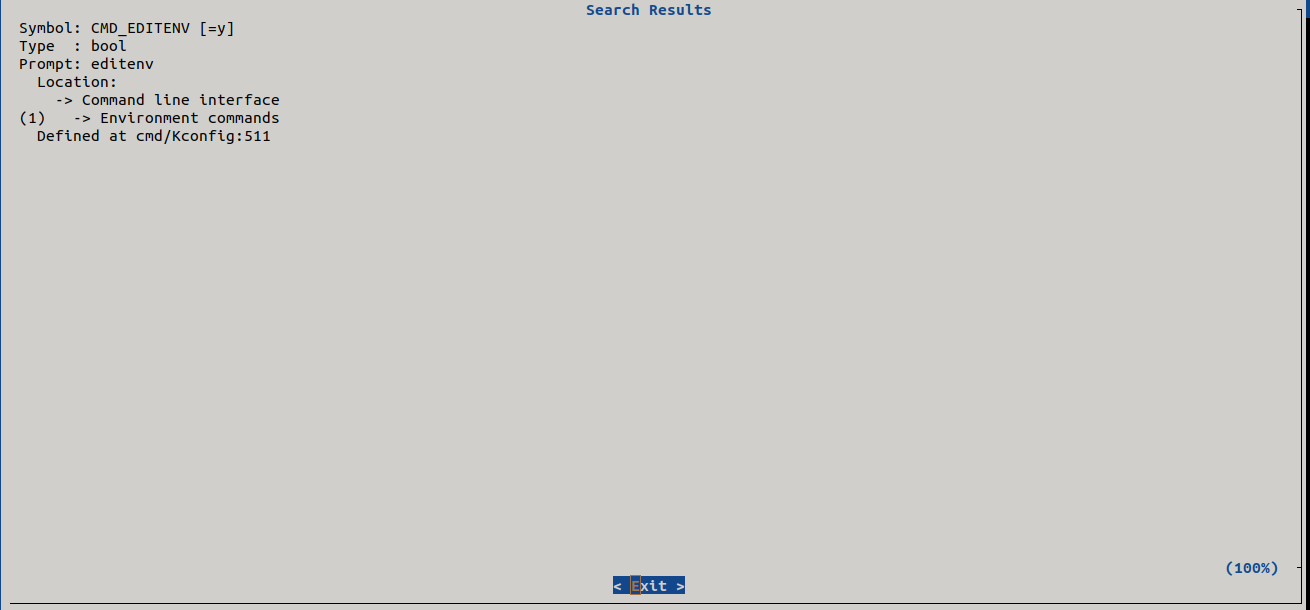 Search Results
Symbol: CMD_EDITENV [=y]
Type  : bool
Prompt: editenv
  Location:
    -> Command line interface
(1)   -> Environment commands
  Defined at cmd/Kconfig:511
(100%)
< Exit >